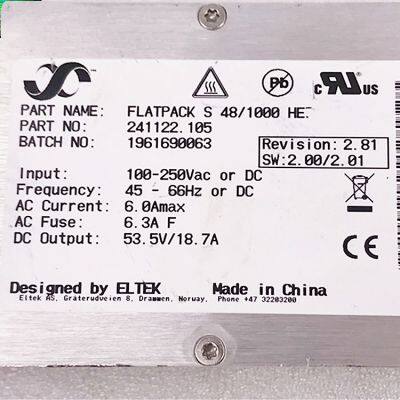 Pb
c UR US
PART NAME: FLATPACK S 48/1000 HE.
PART NO: 241122.105
BATCH NO: 1961690063
Revision: 2.81
SW:2.00/2.01
Input: 100-250Vac or DC
Frequency: 45 - 66Hz or DC
AC Current: 6.0Amax
AC Fuse: 6.3A F
DC Output: 53.5V/18.7A
CE
Designed by ELTEK Made in China
Eltek AS, Gråterudveien 8, Drammen, Norway, Phone +47 32203200